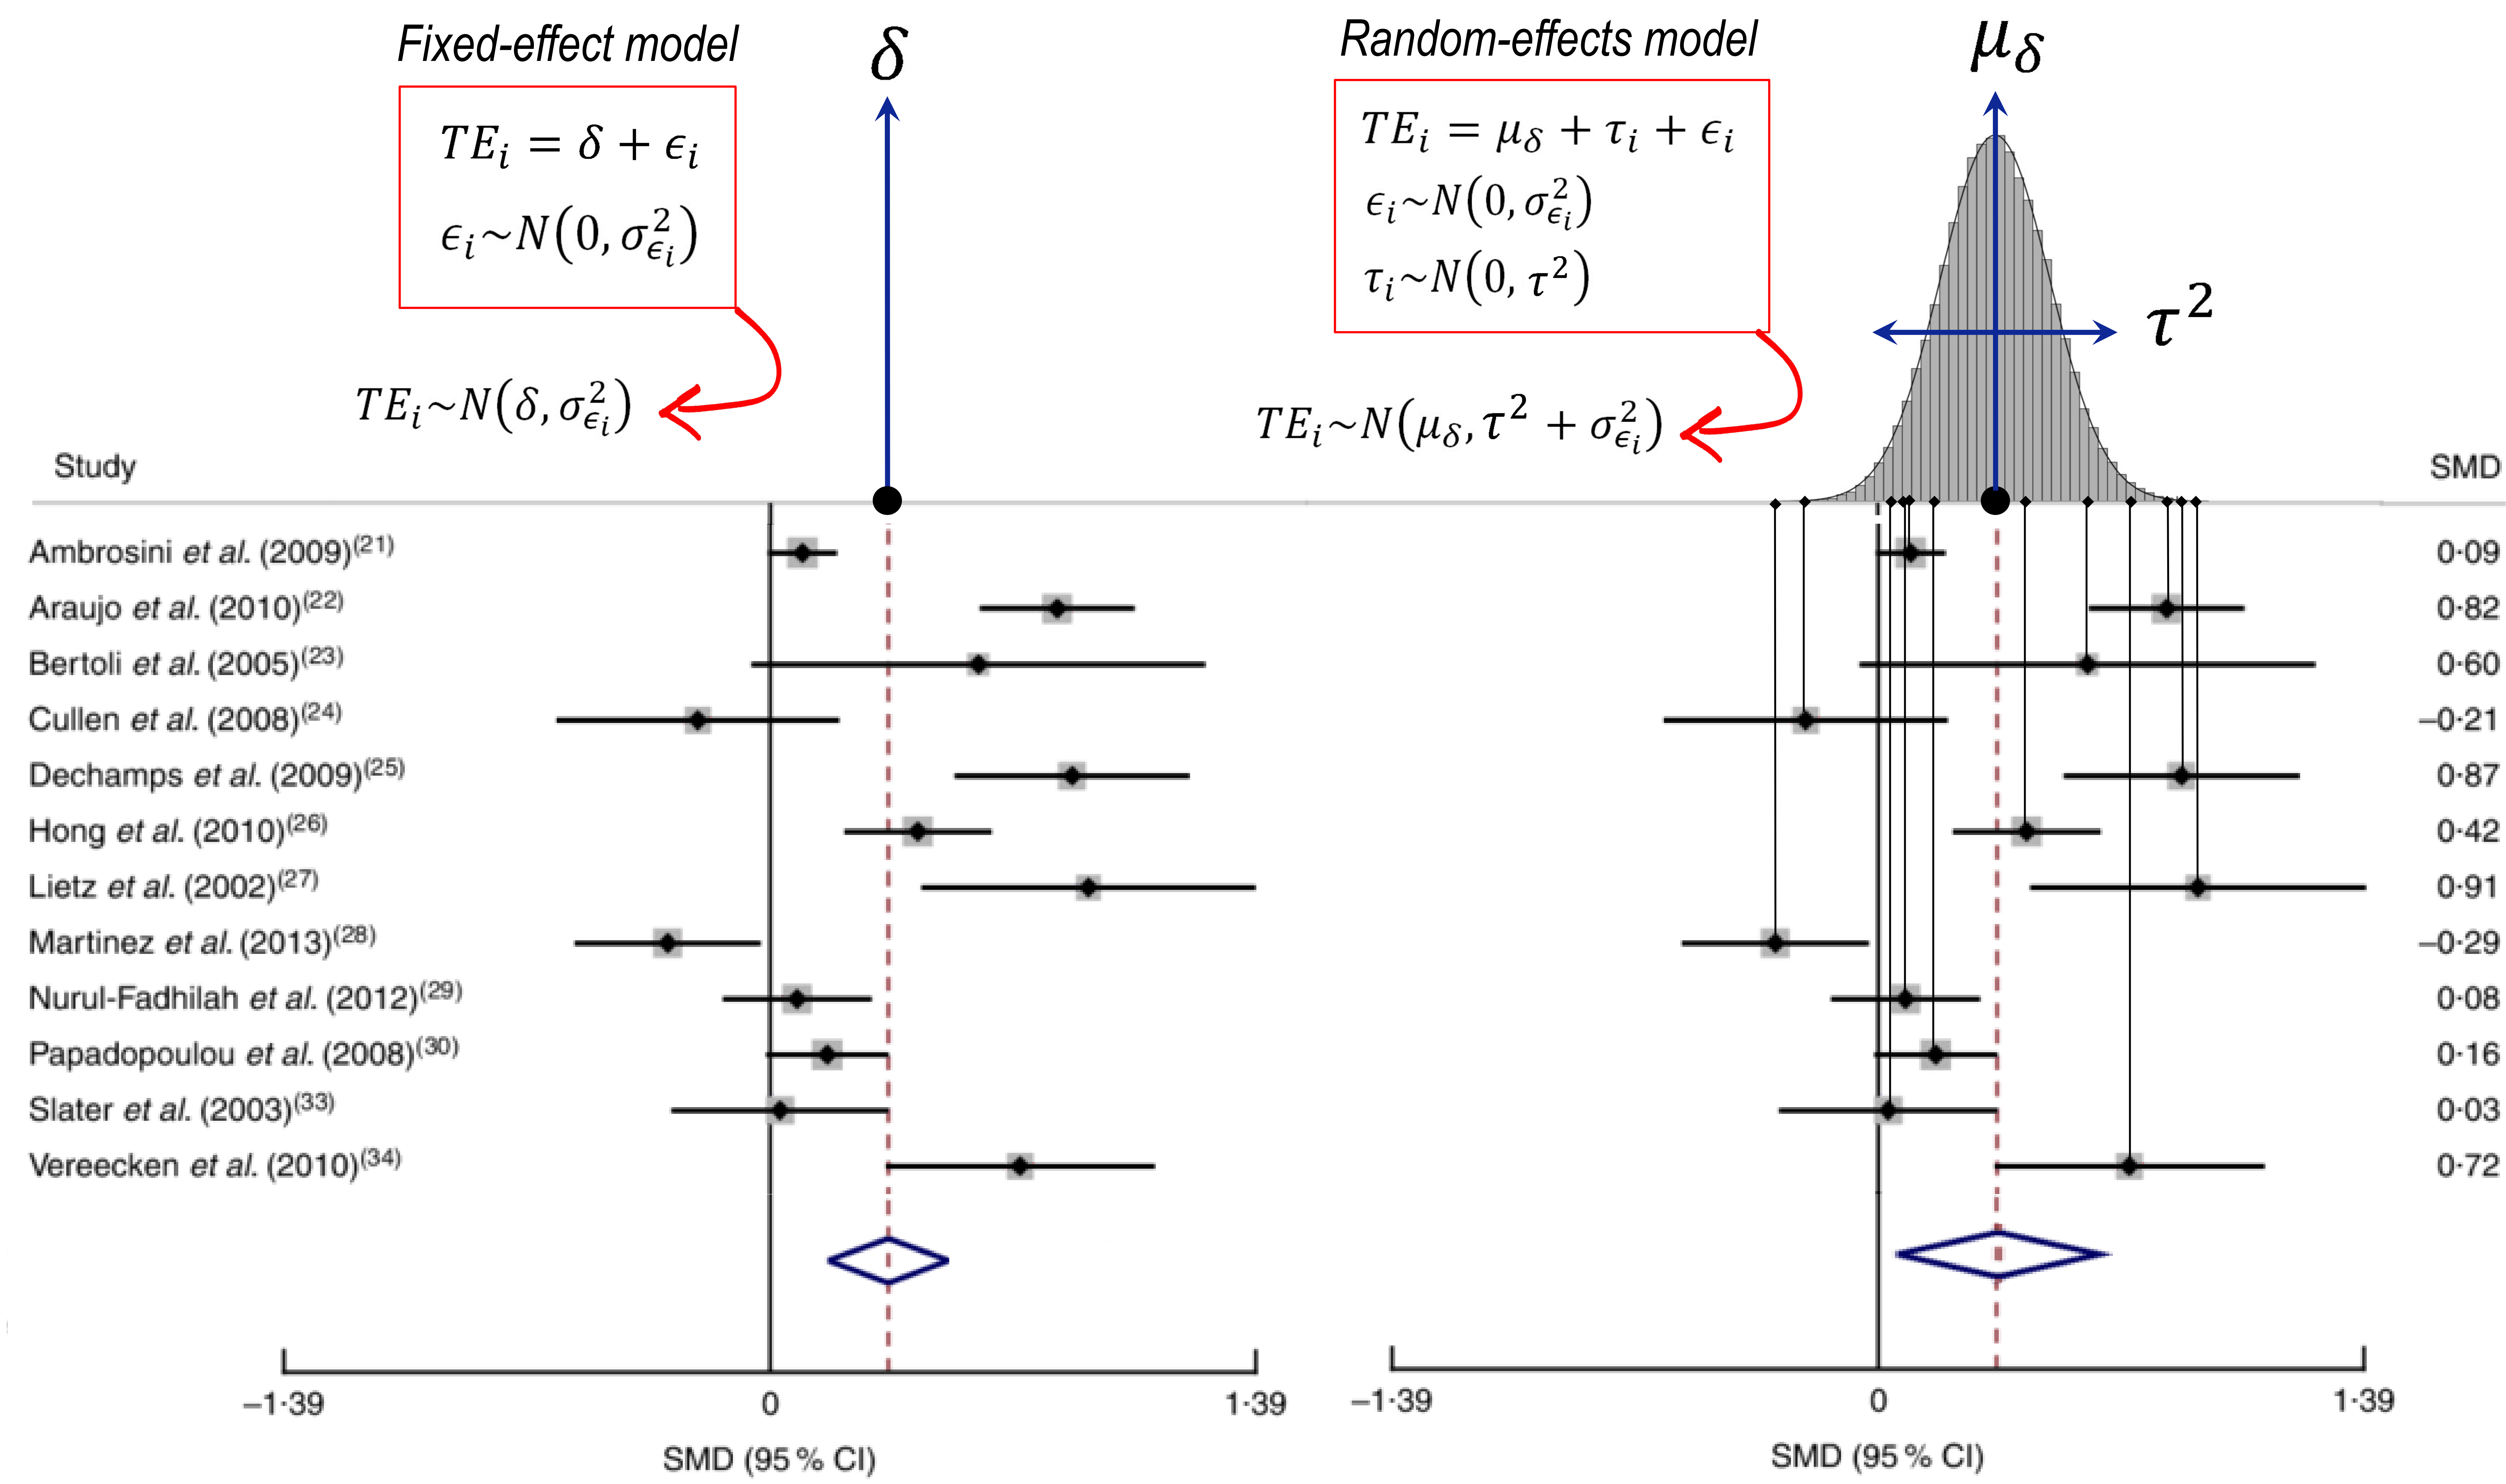 Fixed-effect model
δ
TEᵢ = δ + ϵᵢ
ϵᵢ~N(0, σ²_ϵᵢ)
TEᵢ~N(δ, σ²_ϵᵢ)
Random-effects model
μ_δ
TEᵢ = μ_δ + τᵢ + ϵᵢ
ϵᵢ~N(0, σ²_ϵᵢ)
τᵢ~N(0, τ²)
τ²
TEᵢ~N(μ_δ, τ² + σ²_ϵᵢ)
Study SMD
Ambrosini et al. (2009)(21) 0·09
Araujo et al. (2010)(22) 0·82
Bertoli et al. (2005)(23) 0·60
Cullen et al. (2008)(24) –0·21
Dechamps et al. (2009)(25) 0·87
Hong et al. (2010)(26) 0·42
Lietz et al. (2002)(27) 0·91
Martinez et al. (2013)(28) –0·29
Nurul-Fadhilah et al. (2012)(29) 0·08
Papadopoulou et al. (2008)(30) 0·16
Slater et al. (2003)(33) 0·03
Vereecken et al. (2010)(34) 0·72
–1·39 0 1·39 –1·39 0 1·39
SMD (95 % CI) SMD (95 % CI)